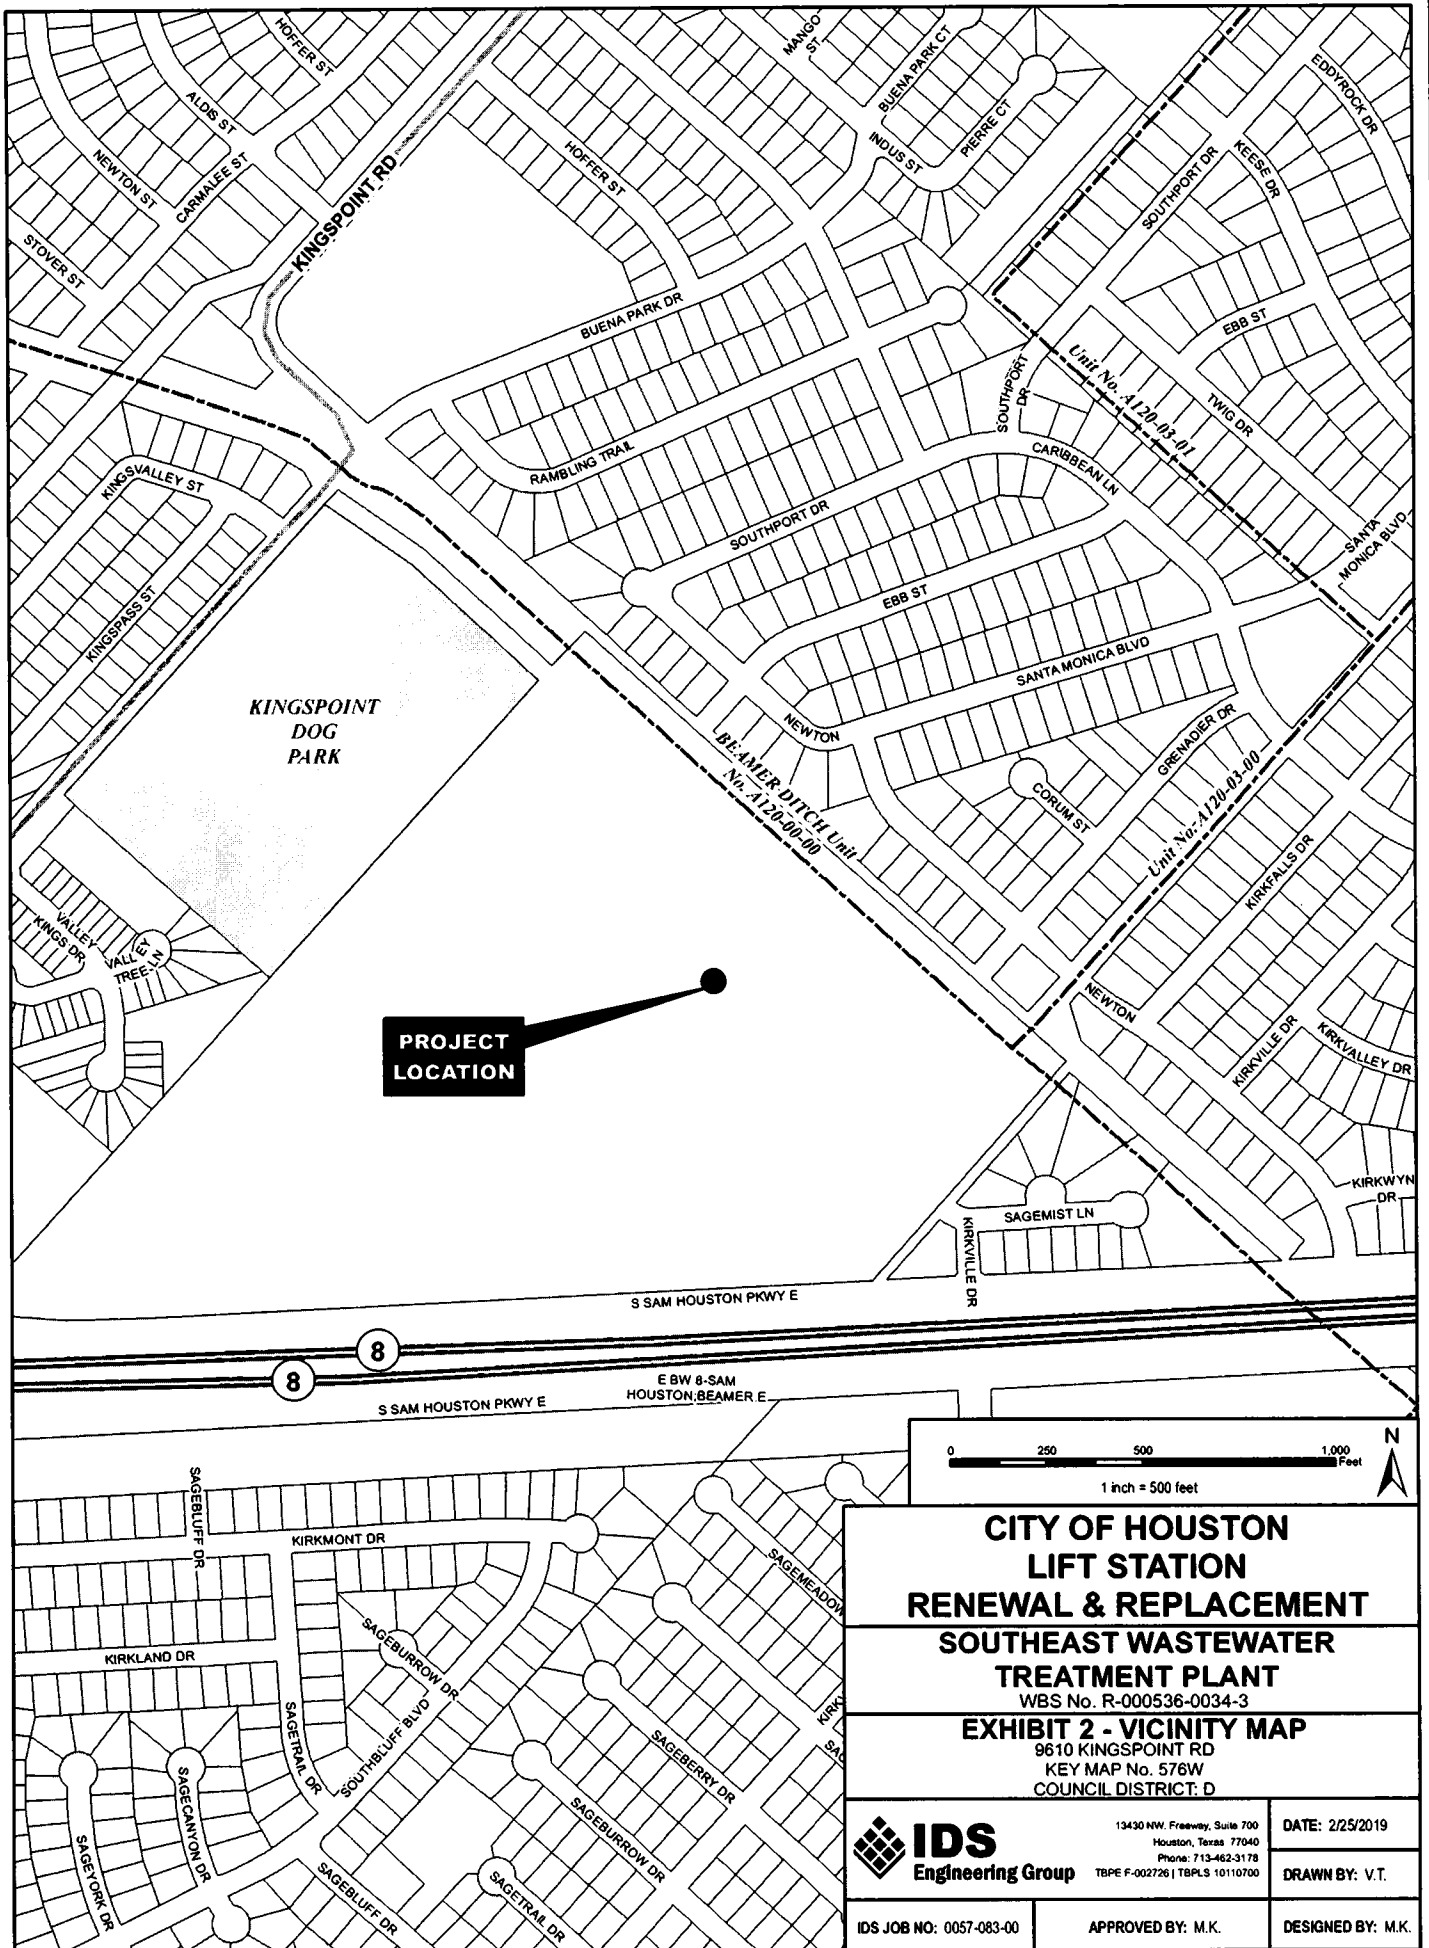 HOFFER ST
MANGO
ST
BUENA PARK CT
EDDYROCK DR
ALDIS ST
PIERRE CT
INDUS ST
NEWTON ST
CARMALEE ST
KINGSPOINT RD
HOFFER ST
SOUTHPORT DR
KEESE DR
STOVER ST
BUENA PARK DR
EBB ST
Unit No. A120-03-01
SOUTHPORT
DR
TWIG DR
RAMBLING TRAIL
CARIBBEAN LN
KINGSVALLEY ST
SOUTHPORT DR
SANTA
MONICA BLVD
EBB ST
KINGSPASS ST
SANTA MONICA BLVD
KINGSPOINT
DOG
PARK
NEWTON
GRENADIER DR
BEAMER DITCH Unit
No. A120-00-00
CORUM ST
Unit No. A120-03-00
KIRKFALLS DR
VALLEY
KINGS DR
VALLEY
TREE LN
NEWTON
KIRKVILLE DR
KIRKVALLEY DR
PROJECT
LOCATION
KIRKWYN
DR
SAGEMIST LN
KIRKVILLE DR
S SAM HOUSTON PKWY E
8
8
E BW 8-SAM
HOUSTON;BEAMER E
S SAM HOUSTON PKWY E
0 250 500 1,000
Feet
N
1 inch = 500 feet
SAGEBLUFF DR
KIRKMONT DR
SAGEMEADOW
SAGEBURROW DR
KIRKLAND DR
SAGETRAIL DR
SOUTHBLUFF BLVD
KIRK
SAG
SAGEBERRY DR
SAGECANYON DR
SAGEBURROW DR
SAGEYORK DR
SAGEBLUFF DR
SAGETRAIL DR
CITY OF HOUSTON
LIFT STATION
RENEWAL & REPLACEMENT
SOUTHEAST WASTEWATER
TREATMENT PLANT
WBS No. R-000536-0034-3
EXHIBIT 2 - VICINITY MAP
9610 KINGSPOINT RD
KEY MAP No. 576W
COUNCIL DISTRICT: D
IDS
Engineering Group
13430 NW. Freeway, Suite 700
Houston, Texas 77040
Phone: 713-462-3178
TBPE F-002726 | TBPLS 10110700
DATE: 2/25/2019
DRAWN BY: V.T.
IDS JOB NO: 0057-083-00
APPROVED BY: M.K.
DESIGNED BY: M.K.